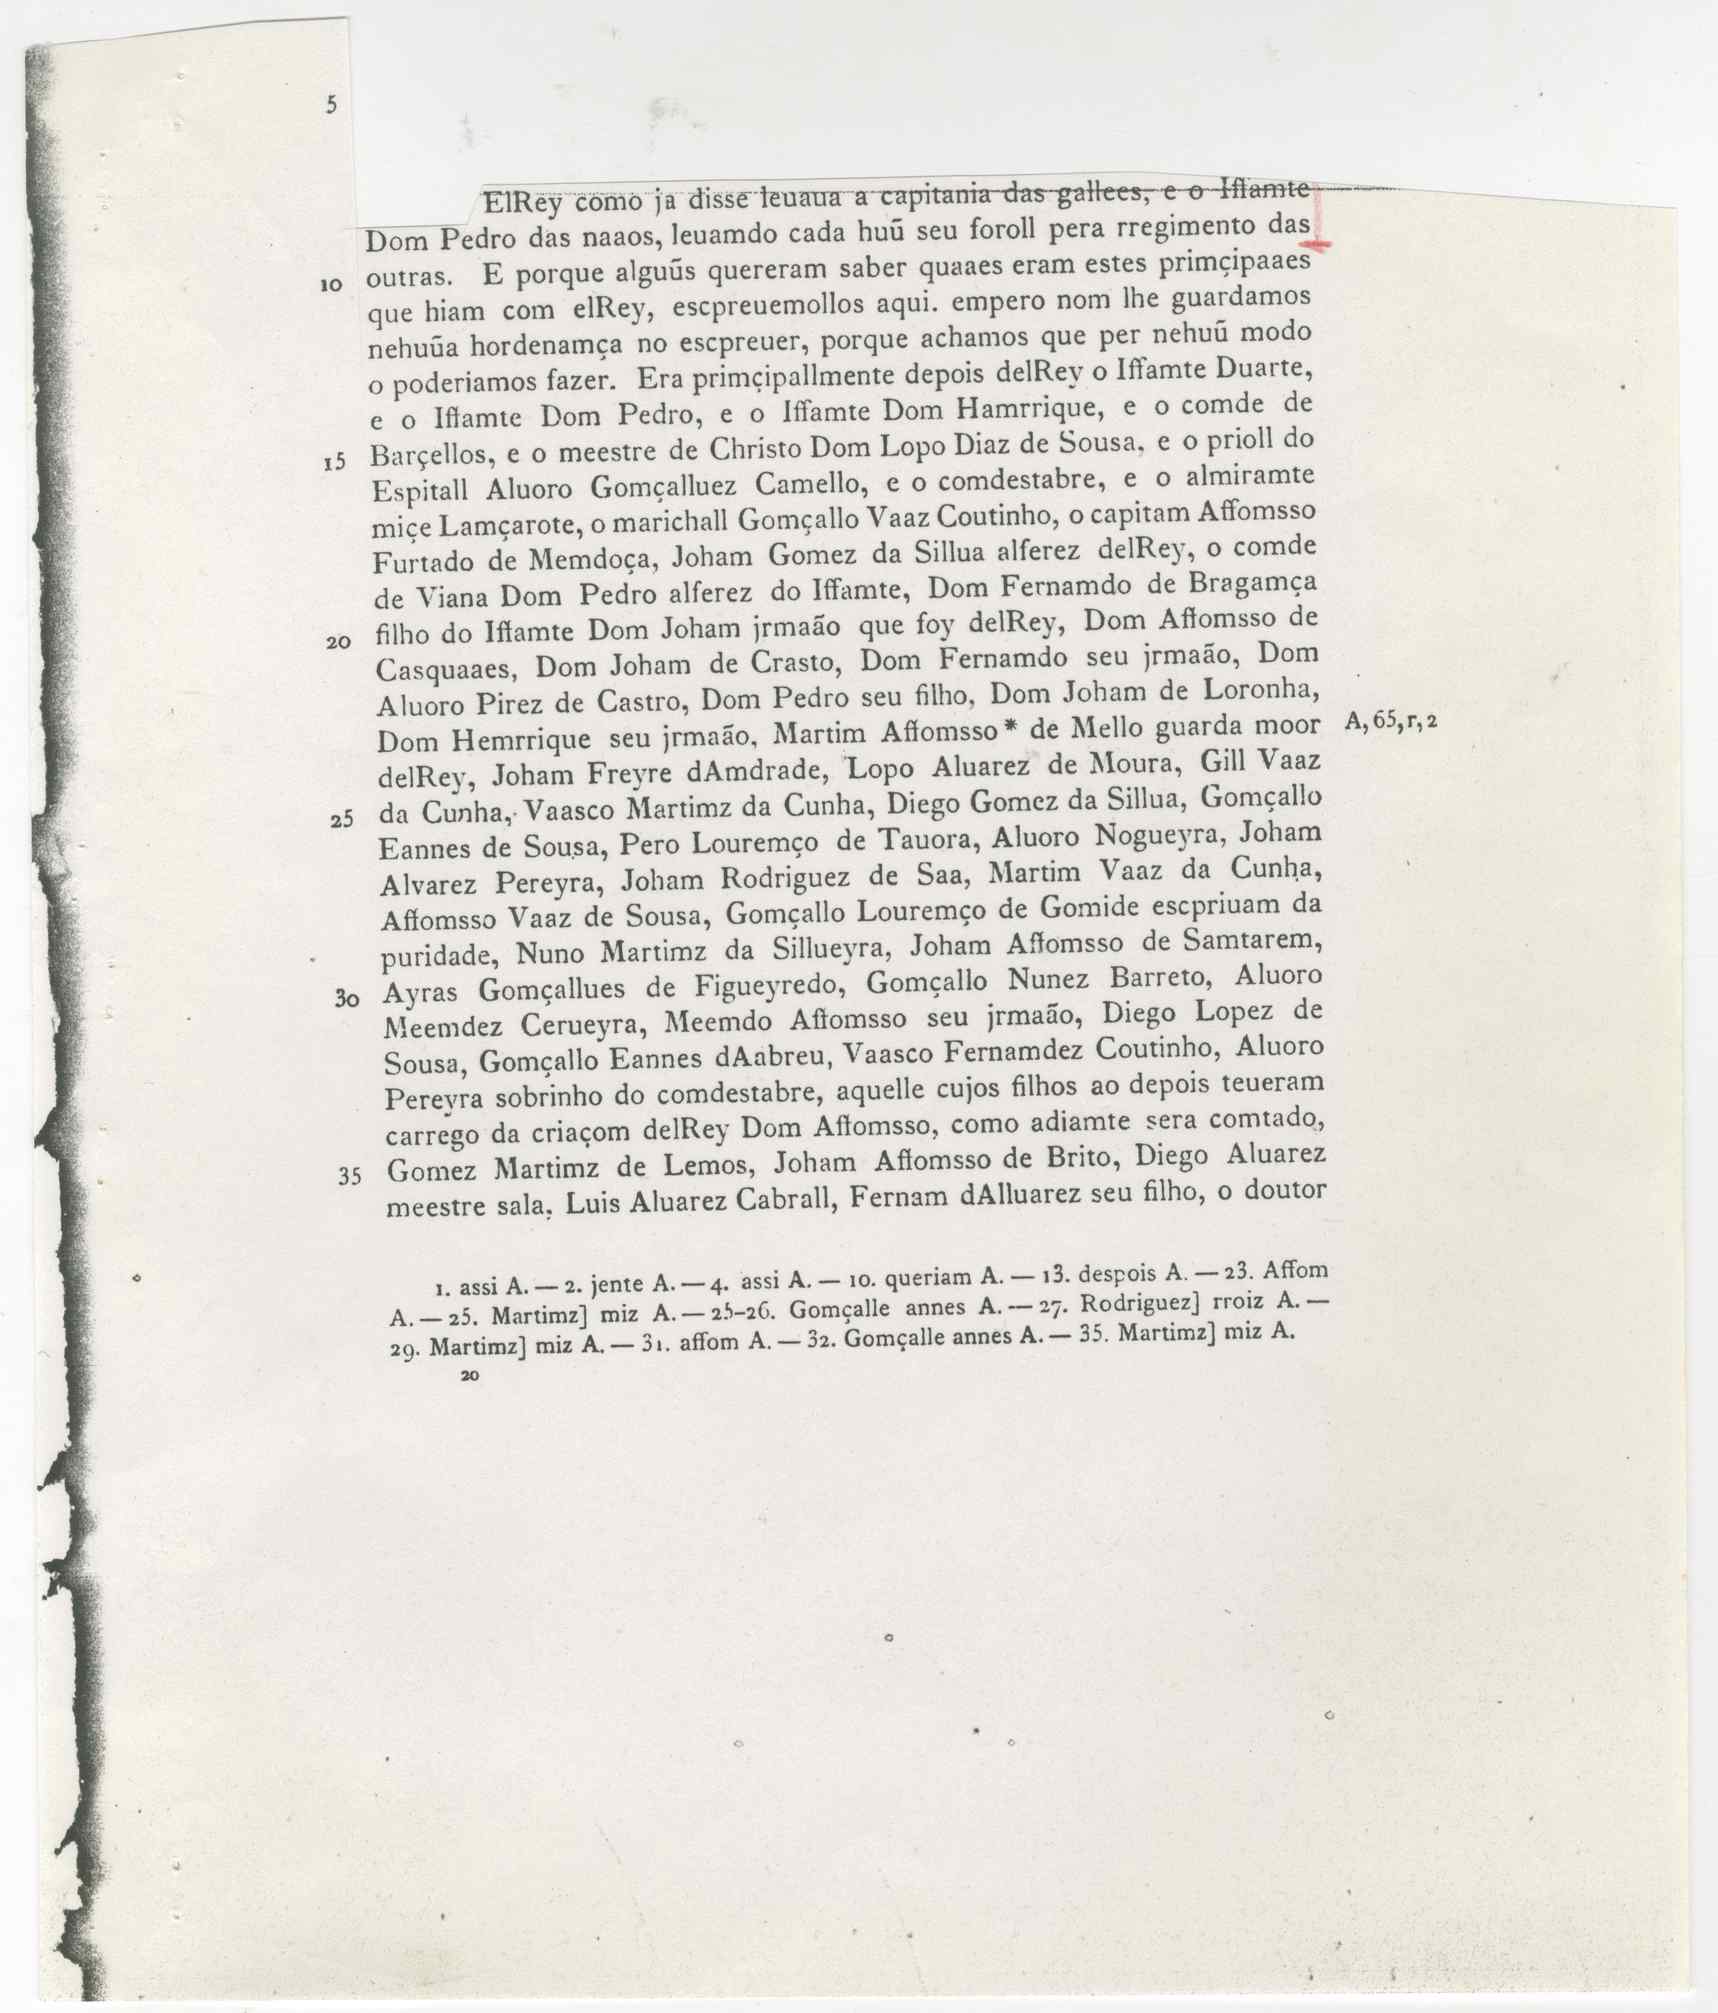 5
ElRey como ja disse leuaua a capitania das gallees, e o Iffamte
Dom Pedro das naaos, leuamdo cada huũ seu foroll pera rregimento das
10 outras. E porque alguũs quereram saber quaaes eram estes primçipaaes
que hiam com elRey, escpreuemollos aqui. empero nom lhe guardamos
nehuũa hordenamça no escpreuer, porque achamos que per nehuũ modo
o poderiamos fazer. Era primçipallmente depois delRey o Iffamte Duarte,
e o Iffamte Dom Pedro, e o Iffamte Dom Hamrrique, e o comde de
15 Barçellos, e o meestre de Christo Dom Lopo Diaz de Sousa, e o prioll do
Espitall Aluoro Gomçalluez Camello, e o comdestabre, e o almiramte
miçe Lamçarote, o marichall Gomçallo Vaaz Coutinho, o capitam Affomsso
Furtado de Memdoça, Joham Gomez da Sillua alferez delRey, o comde
de Viana Dom Pedro alferez do Iffamte, Dom Fernamdo de Bragamça
20 filho do Iffamte Dom Joham jrmaão que foy delRey, Dom Affomsso de
Casquaaes, Dom Joham de Crasto, Dom Fernamdo seu jrmaão, Dom
Aluoro Pirez de Castro, Dom Pedro seu filho, Dom Joham de Loronha,
Dom Hemrrique seu jrmaão, Martim Affomsso* de Mello guarda moor A, 65, r, 2
delRey, Joham Freyre dAmdrade, Lopo Aluarez de Moura, Gill Vaaz
25 da Cunha, Vaasco Martimz da Cunha, Diego Gomez da Sillua, Gomçallo
Eannes de Sousa, Pero Louremço de Tauora, Aluoro Nogueyra, Joham
Alvarez Pereyra, Joham Rodriguez de Saa, Martim Vaaz da Cunha,
Affomsso Vaaz de Sousa, Gomçallo Louremço de Gomide escpriuam da
puridade, Nuno Martimz da Sillueyra, Joham Affomsso de Samtarem,
30 Ayras Gomçallues de Figueyredo, Gomçallo Nunez Barreto, Aluoro
Meemdez Cerueyra, Meemdo Affomsso seu jrmaão, Diego Lopez de
Sousa, Gomçallo Eannes dAabreu, Vaasco Fernamdez Coutinho, Aluoro
Pereyra sobrinho do comdestabre, aquelle cujos filhos ao depois teueram
carrego da criaçom delRey Dom Affomsso, como adiamte sera comtado,
35 Gomez Martimz de Lemos, Joham Affomsso de Brito, Diego Aluarez
meestre sala, Luis Aluarez Cabrall, Fernam dAlluarez seu filho, o doutor
1. assi A. — 2. jente A. — 4. assi A. — 10. queriam A. — 13. despois A. — 23. Affom
A. — 25. Martimz] miz A. — 25-26. Gomçalle annes A. — 27. Rodriguez] rroiz A. —
29. Martimz] miz A. — 31. affom A. — 32. Gomçalle annes A. — 35. Martimz] miz A.
20